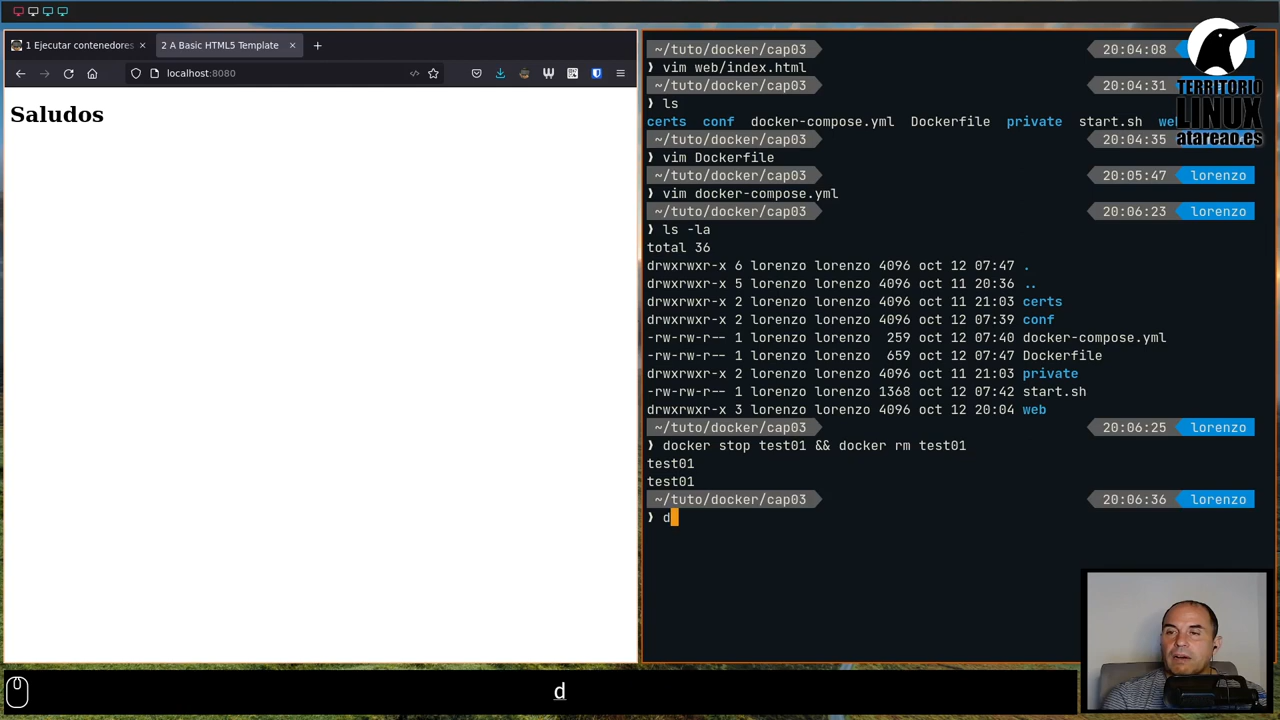 1 Ejecutar contenedores
2 A Basic HTML5 Template
localhost:8080
Saludos
~/tuto/docker/cap03 20:04:08
❯ vim web/index.html
~/tuto/docker/cap03 20:04:31
❯ ls
certs conf docker-compose.yml Dockerfile private start.sh we
~/tuto/docker/cap03 20:04:35
❯ vim Dockerfile
~/tuto/docker/cap03 20:05:47 lorenzo
❯ vim docker-compose.yml
~/tuto/docker/cap03 20:06:23 lorenzo
❯ ls -la
total 36
drwxrwxr-x 6 lorenzo lorenzo 4096 oct 12 07:47 .
drwxrwxr-x 5 lorenzo lorenzo 4096 oct 11 20:36 ..
drwxrwxr-x 2 lorenzo lorenzo 4096 oct 11 21:03 certs
drwxrwxr-x 2 lorenzo lorenzo 4096 oct 12 07:39 conf
-rw-rw-r-- 1 lorenzo lorenzo 259 oct 12 07:40 docker-compose.yml
-rw-rw-r-- 1 lorenzo lorenzo 659 oct 12 07:47 Dockerfile
drwxrwxr-x 2 lorenzo lorenzo 4096 oct 11 21:03 private
-rw-rw-r-- 1 lorenzo lorenzo 1368 oct 12 07:42 start.sh
drwxrwxr-x 3 lorenzo lorenzo 4096 oct 12 20:04 web
~/tuto/docker/cap03 20:06:25 lorenzo
❯ docker stop test01 && docker rm test01
test01
test01
~/tuto/docker/cap03 20:06:36 lorenzo
❯ d
TERRITORIO
LINUX
atareao.es
d